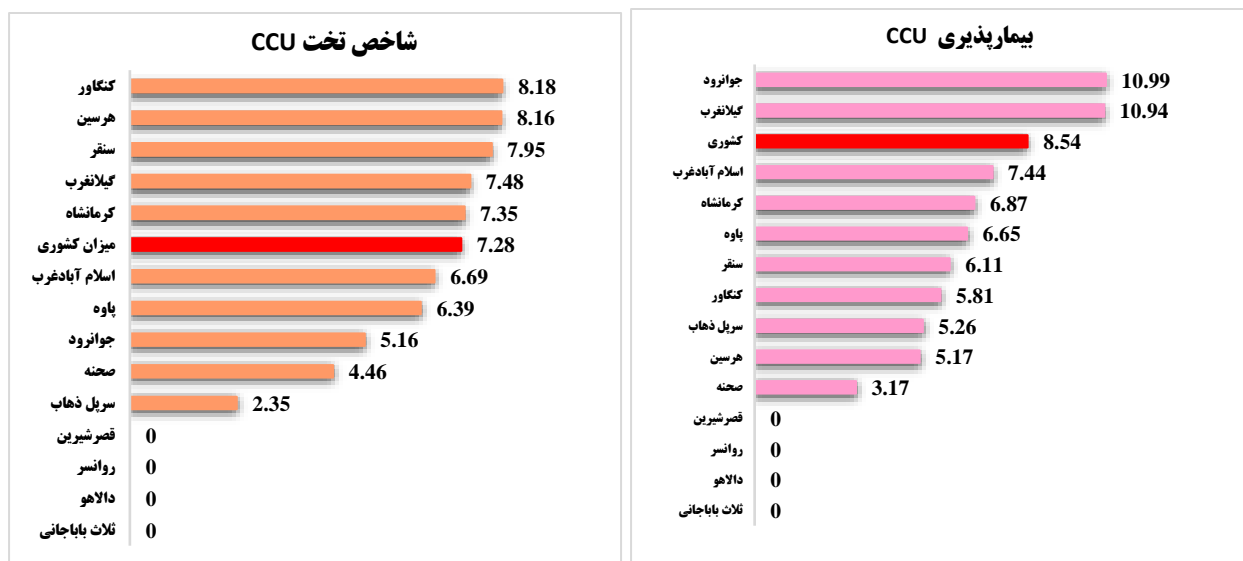 شاخص تخت CCU
کنگاور 8.18
هرسین 8.16
سنقر 7.95
گیلانغرب 7.48
کرمانشاه 7.35
میزان کشوری 7.28
اسلام آبادغرب 6.69
پاوه 6.39
جوانرود 5.16
صحنه 4.46
سرپل ذهاب 2.35
قصرشیرین 0
روانسر 0
دالاهو 0
ثلاث باباجانی 0
بیمارپذیری CCU
جوانرود 10.99
گیلانغرب 10.94
کشوری 8.54
اسلام آبادغرب 7.44
کرمانشاه 6.87
پاوه 6.65
سنقر 6.11
کنگاور 5.81
سرپل ذهاب 5.26
هرسین 5.17
صحنه 3.17
قصرشیرین 0
روانسر 0
دالاهو 0
ثلاث باباجانی 0